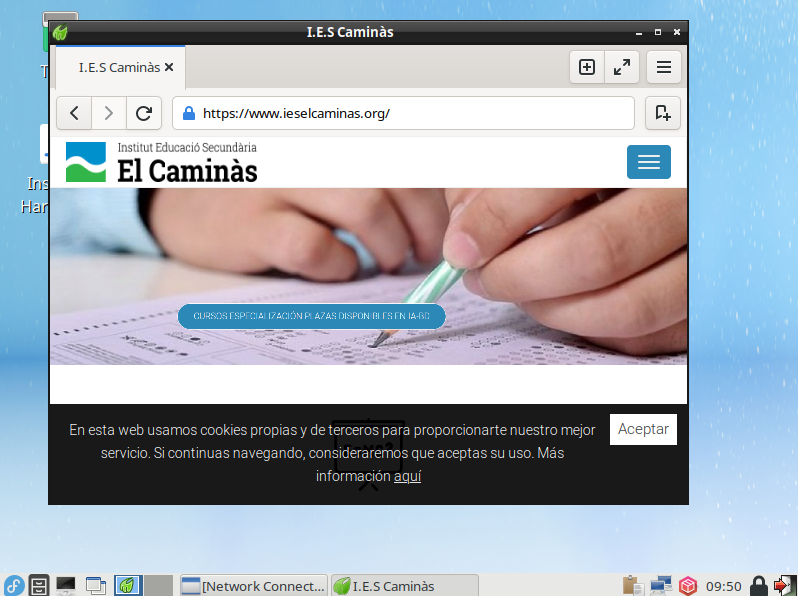 I.E.S Caminàs
I.E.S Caminàs
https://www.ieselcaminas.org/
Institut Educació Secundària
El Caminàs
Ins
Har
CURSOS ESPECIALIZACIÓN PLAZAS DISPONIBLES EN IA-BD
En esta web usamos cookies propias y de terceros para proporcionarte nuestro mejor
servicio. Si continuas navegando, consideraremos que aceptas su uso. Más
información aquí
Aceptar
[Network Connect...
I.E.S Caminàs
09:50